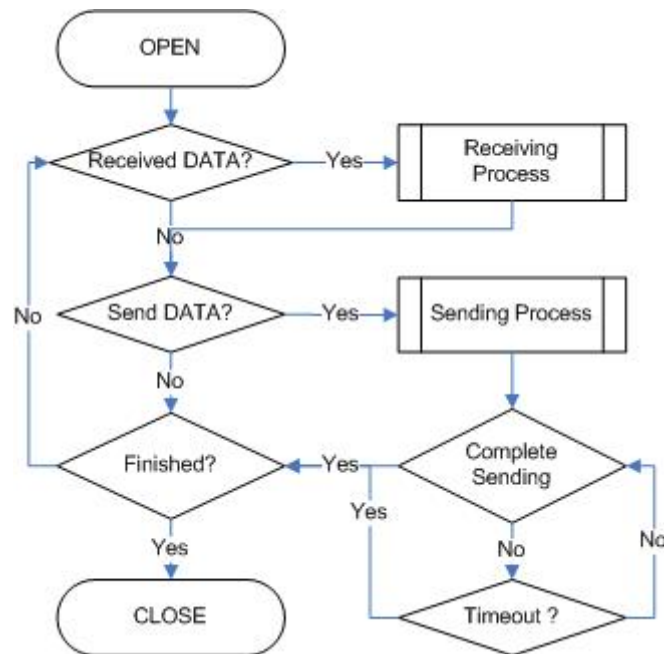 OPEN
Received DATA?
Yes
Receiving
Process
No
Send DATA?
Yes
Sending Process
No
No
Finished?
Yes
Complete
Sending
Yes
No
No
Yes
CLOSE
Timeout ?